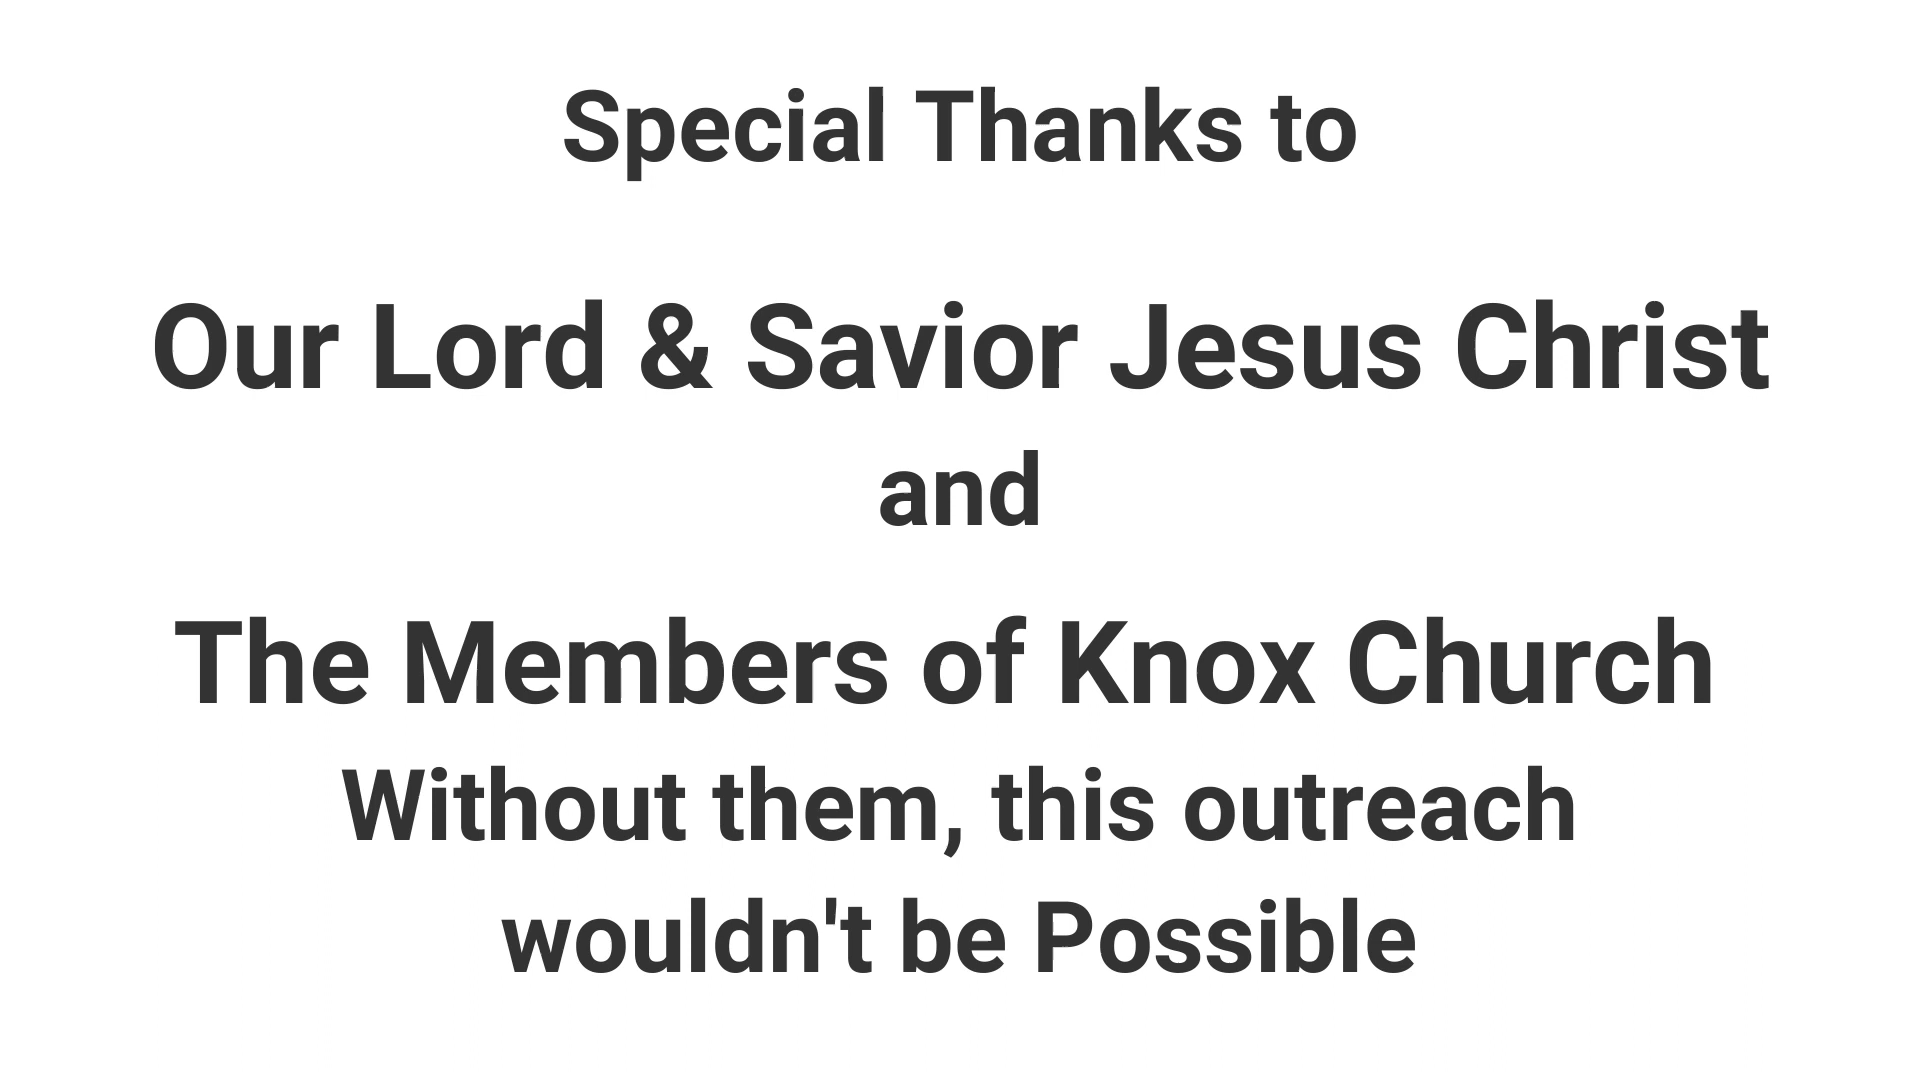 Special Thanks to
Our Lord & Savior Jesus Christ
and
The Members of Knox Church
Without them, this outreach
wouldn't be Possible